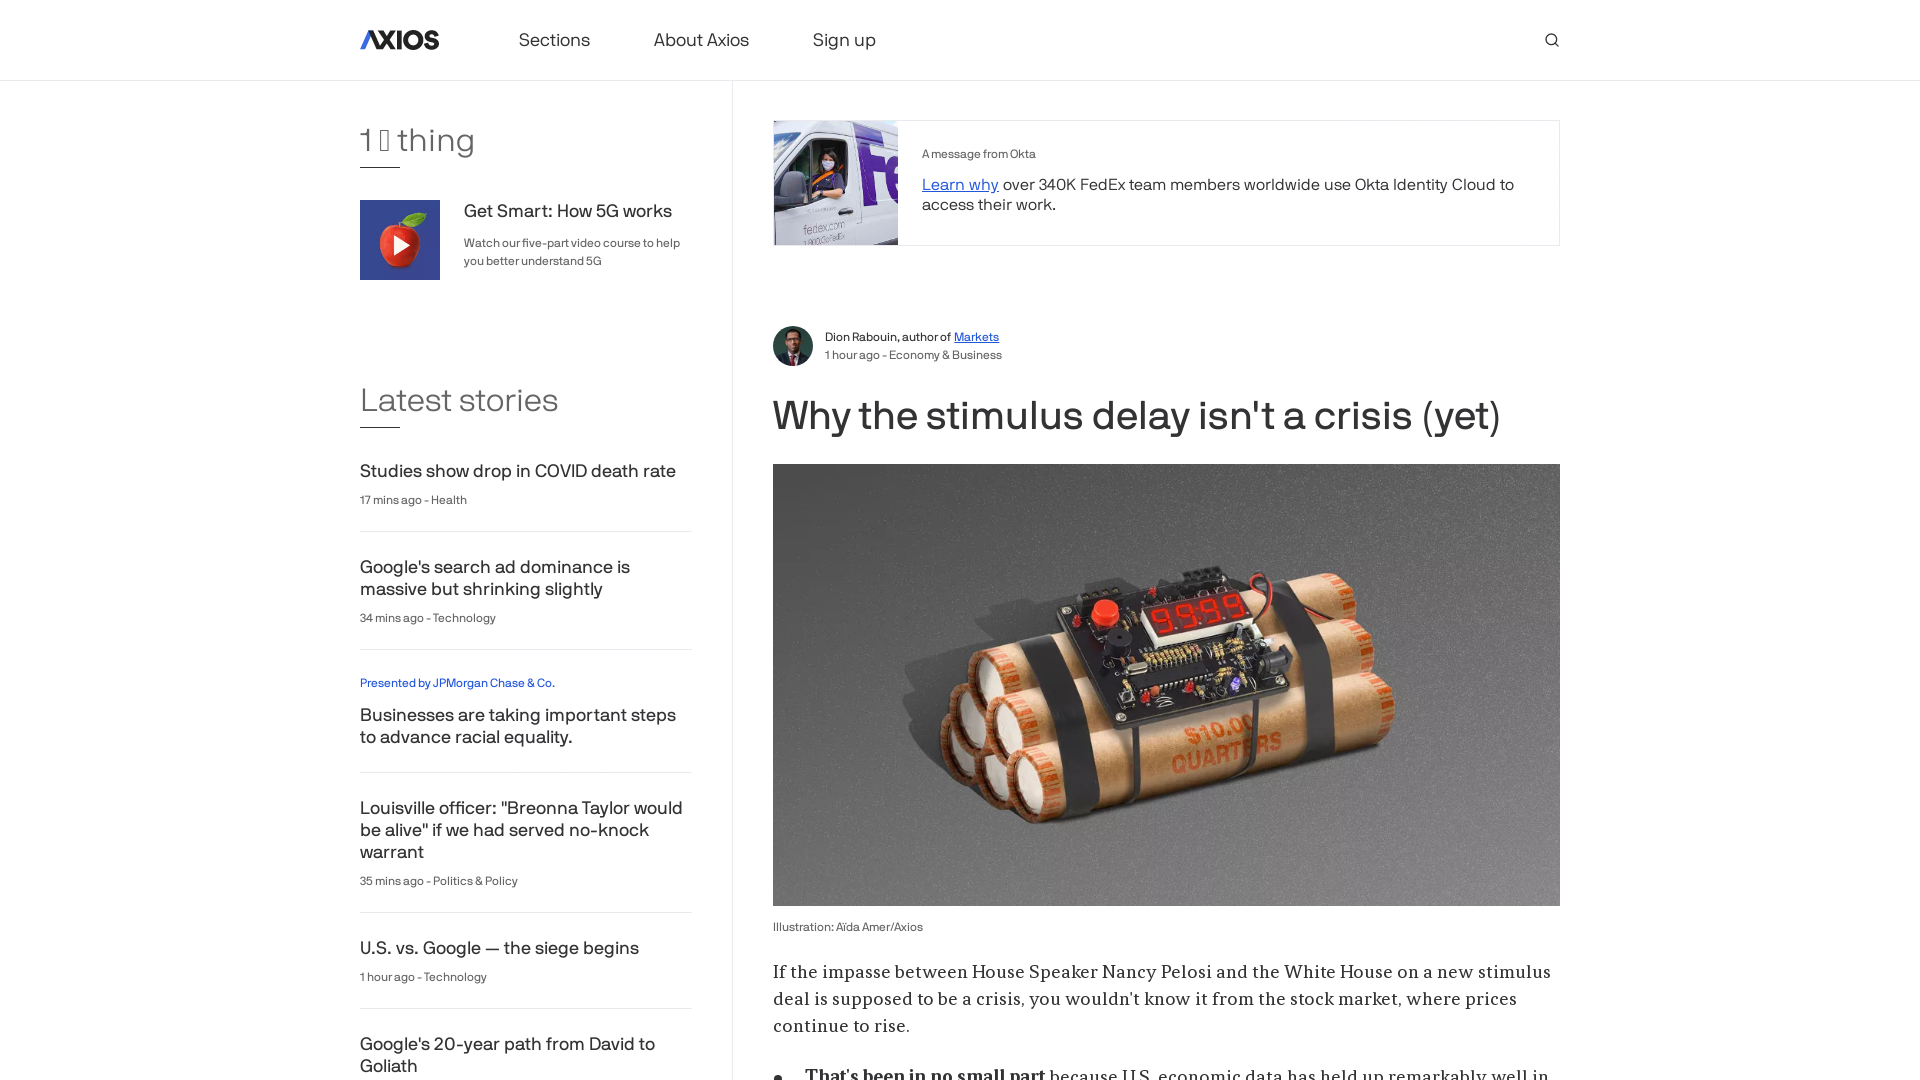 AXIOS
Sections
About Axios
Sign up
1 thing
Get Smart: How 5G works
Watch our five-part video course to help
you better understand 5G
Latest stories
Studies show drop in COVID death rate
17 mins ago - Health
Google's search ad dominance is
massive but shrinking slightly
34 mins ago - Technology
Presented by JPMorgan Chase & Co.
Businesses are taking important steps
to advance racial equality.
Louisville officer: "Breonna Taylor would
be alive" if we had served no-knock
warrant
35 mins ago - Politics & Policy
U.S. vs. Google — the siege begins
1 hour ago - Technology
Google's 20-year path from David to
Goliath
Fe
fedex.com
1.800.GoFedEx
A message from Okta
Learn why over 340K FedEx team members worldwide use Okta Identity Cloud to
access their work.
Dion Rabouin, author of Markets
1 hour ago - Economy & Business
Why the stimulus delay isn't a crisis (yet)
99:99
$10.00
QUARTERS
Illustration: Aïda Amer/Axios
If the impasse between House Speaker Nancy Pelosi and the White House on a new stimulus
deal is supposed to be a crisis, you wouldn't know it from the stock market, where prices
continue to rise.
That's been in no small part because U.S. economic data has held up remarkably well in